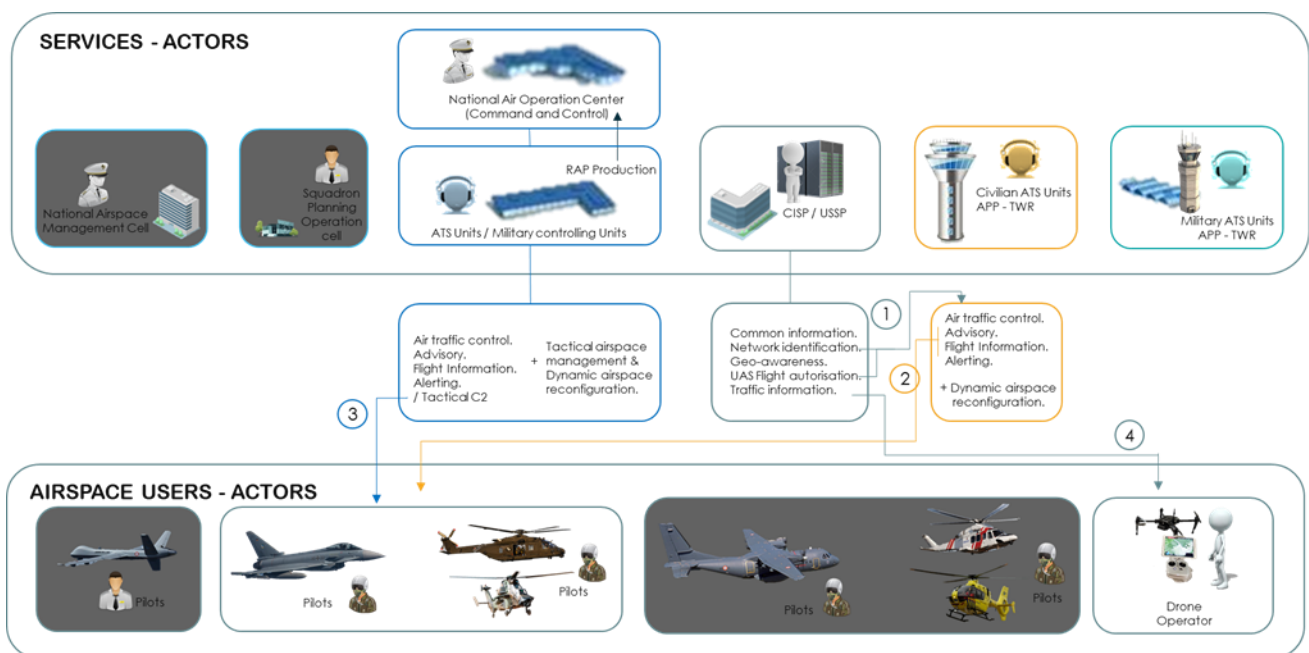 SERVICES - ACTORS
National Air Operation Center
(Command and Control)
RAP Production
ATS Units / Military controlling Units
National Airspace
Management Cell
Squadron
Planning
Operation
cell
CISP / USSP
Civilian ATS Units
APP - TWR
Military ATS Units
APP - TWR
Air traffic control.
Advisory.
Flight Information.
Alerting.
/ Tactical C2
+ Tactical airspace
management &
Dynamic airspace
reconfiguration.
Common information.
Network identification.
Geo-awareness.
UAS Flight autorisation.
Traffic information.
1
Air traffic control.
Advisory.
Flight Information.
Alerting.
+ Dynamic airspace
reconfiguration.
2
3
4
AIRSPACE USERS - ACTORS
Pilots
Pilots
Pilots
Pilots
Pilots
Drone
Operator